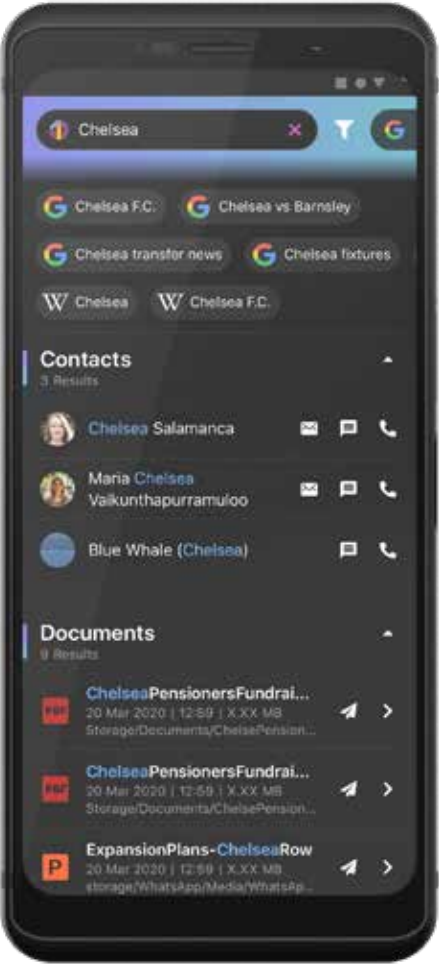 Chelsea
Chelsea F.C.
Chelsea vs Barnsley
Chelsea transfer news
Chelsea fixtures
W Chelsea
W Chelsea F.C.
Contacts
3 Results
Chelsea Salamanca
Maria Chelsea
Vaikunthapurramuloo
Blue Whale (Chelsea)
Documents
9 Results
ChelseaPensionersFundrai...
20 Mar 2020 | 12:59 | X.XX MB
Storage/Documents/ChelsePension...
ChelseaPensionersFundrai...
20 Mar 2020 | 12:59 | X.XX MB
Storage/Documents/ChelsePension...
ExpansionPlans-ChelseaRow
20 Mar 2020 | 12:59 | X.XX MB
storage/WhatsApp/Media/WhatsAp...